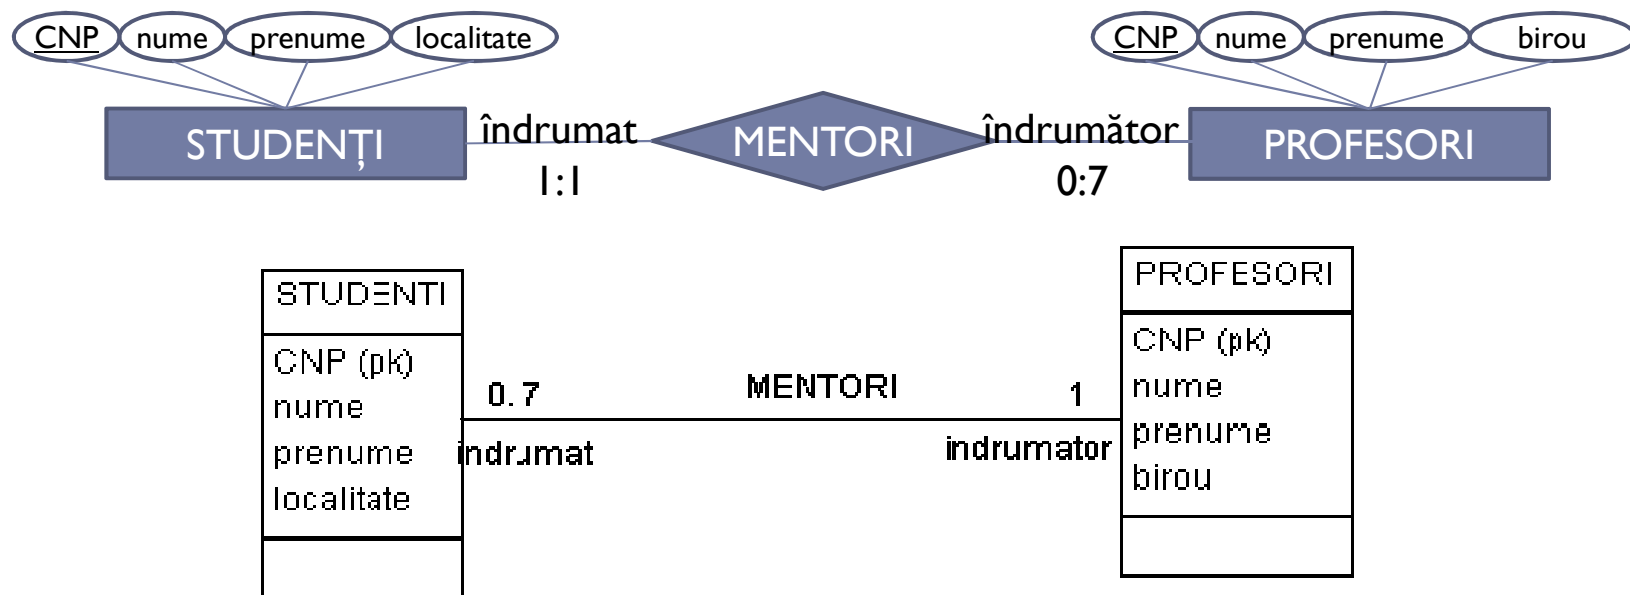 CNP nume prenume localitate
CNP nume prenume birou
STUDENȚI
îndrumat
1:1
MENTORI
îndrumător
0:7
PROFESORI
STUDENTI
CNP (pk)
nume
prenume
localitate
0..7
indrumat
MENTORI
1
indrumator
PROFESORI
CNP (pk)
nume
prenume
birou